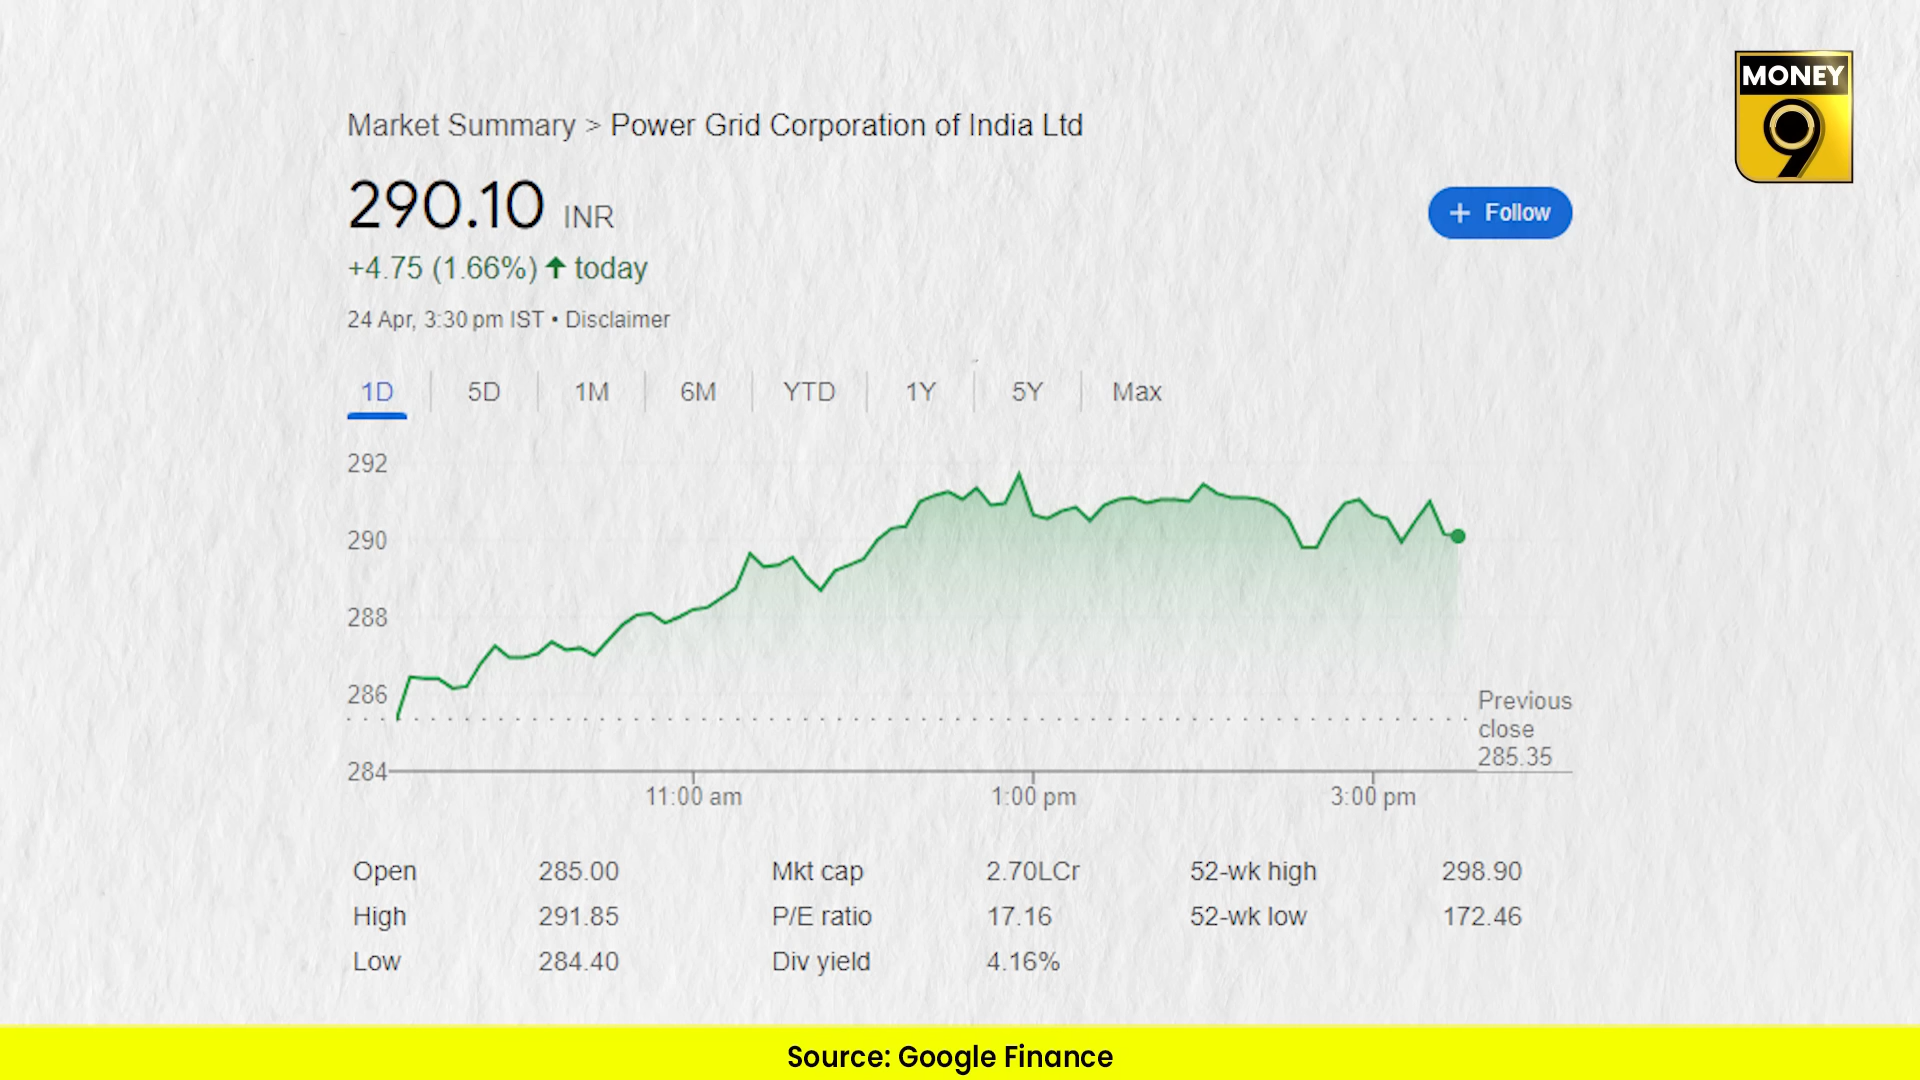 MONEY
9
Market Summary > Power Grid Corporation of India Ltd
290.10 INR
+ Follow
+4.75 (1.66%) ↑ today
24 Apr, 3:30 pm IST • Disclaimer
1D 5D 1M 6M YTD 1Y 5Y Max
292
290
288
286
Previous
close
285.35
284
11:00 am 1:00 pm 3:00 pm
Open 285.00 Mkt cap 2.70LCr 52-wk high 298.90
High 291.85 P/E ratio 17.16 52-wk low 172.46
Low 284.40 Div yield 4.16%
Source: Google Finance